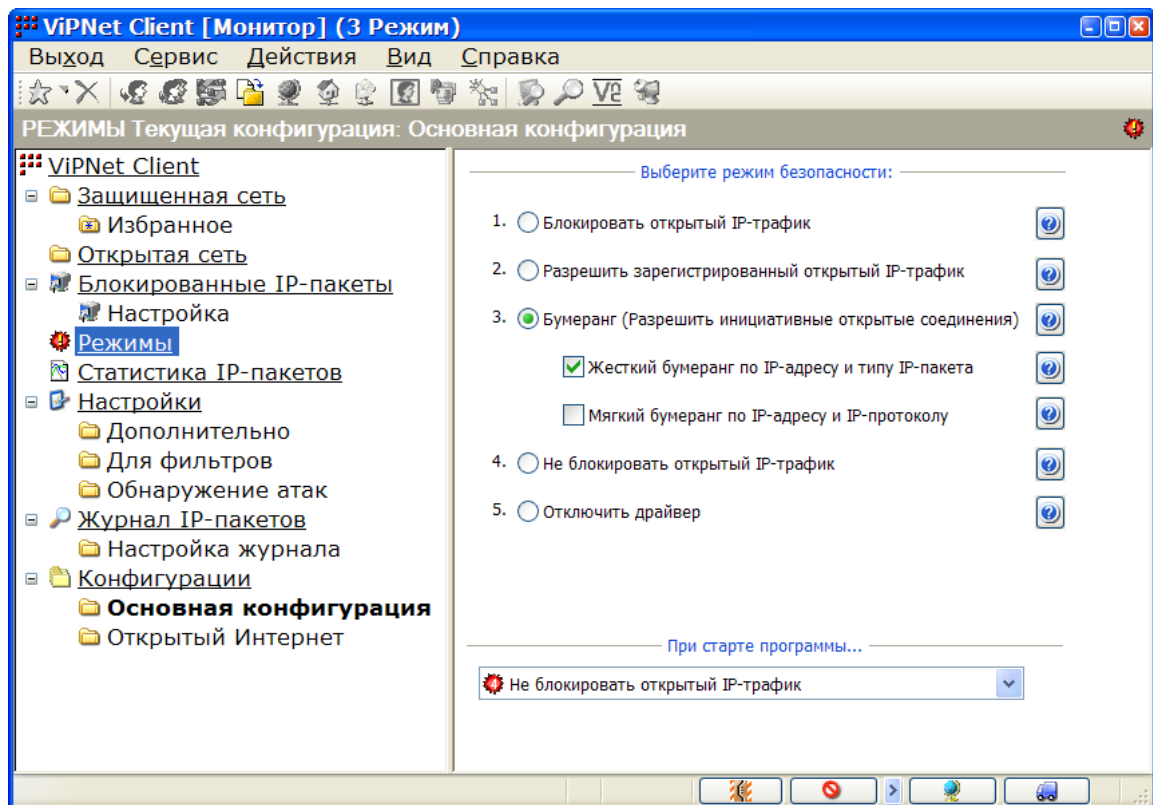 ViPNet Client [Монитор] (3 Режим)
Выход Сервис Действия Вид Справка
РЕЖИМЫ Текущая конфигурация: Основная конфигурация
ViPNet Client
Защищенная сеть
Избранное
Открытая сеть
Блокированные IP-пакеты
Настройка
Режимы
Статистика IP-пакетов
Настройки
Дополнительно
Для фильтров
Обнаружение атак
Журнал IP-пакетов
Настройка журнала
Конфигурации
Основная конфигурация
Открытый Интернет
Выберите режим безопасности:
1. Блокировать открытый IP-трафик
2. Разрешить зарегистрированный открытый IP-трафик
3. Бумеранг (Разрешить инициативные открытые соединения)
Жесткий бумеранг по IP-адресу и типу IP-пакета
Мягкий бумеранг по IP-адресу и IP-протоколу
4. Не блокировать открытый IP-трафик
5. Отключить драйвер
При старте программы...
4 Не блокировать открытый IP-трафик